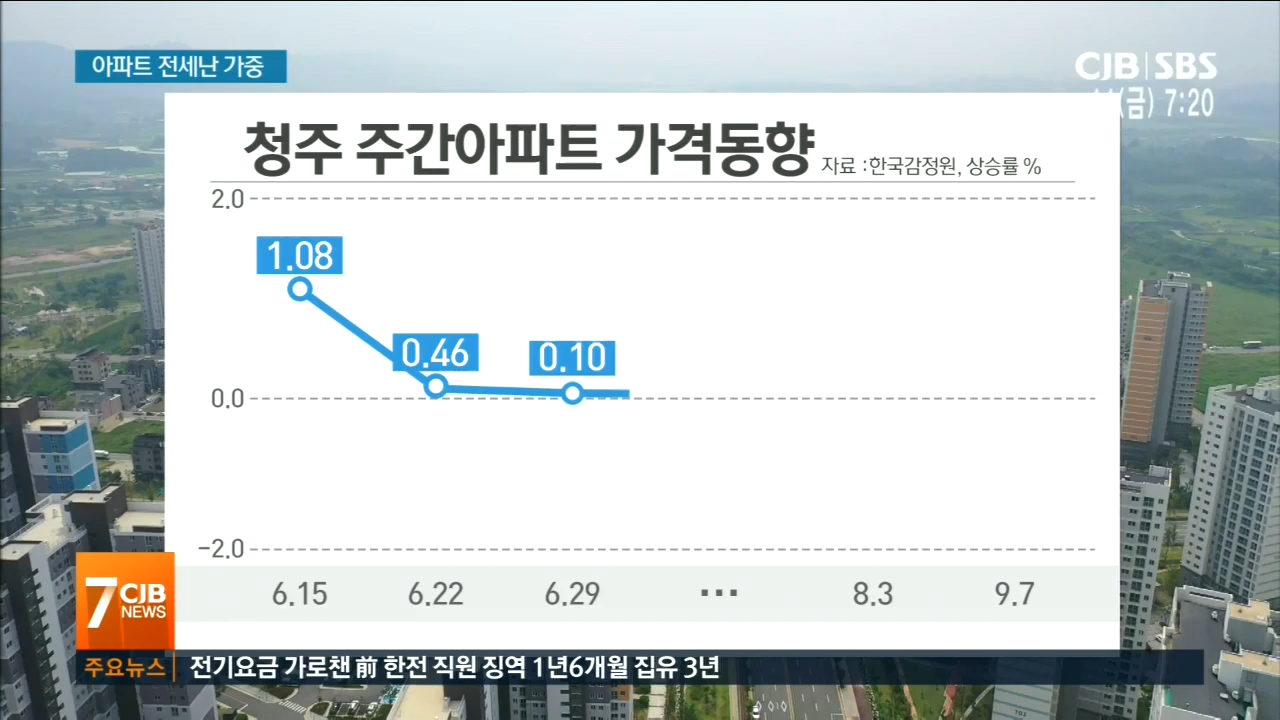 아파트 전세난 가중
CJB SBS
(금) 7:20
청주 주간아파트 가격동향
자료 :한국감정원, 상승률 %
2.0
1.08
0.46
0.10
0.0
-2.0
6.15 6.22 6.29 ... 8.3 9.7
7 CJB NEWS
주요뉴스 전기요금 가로챈 前 한전 직원 징역 1년6개월 집유 3년